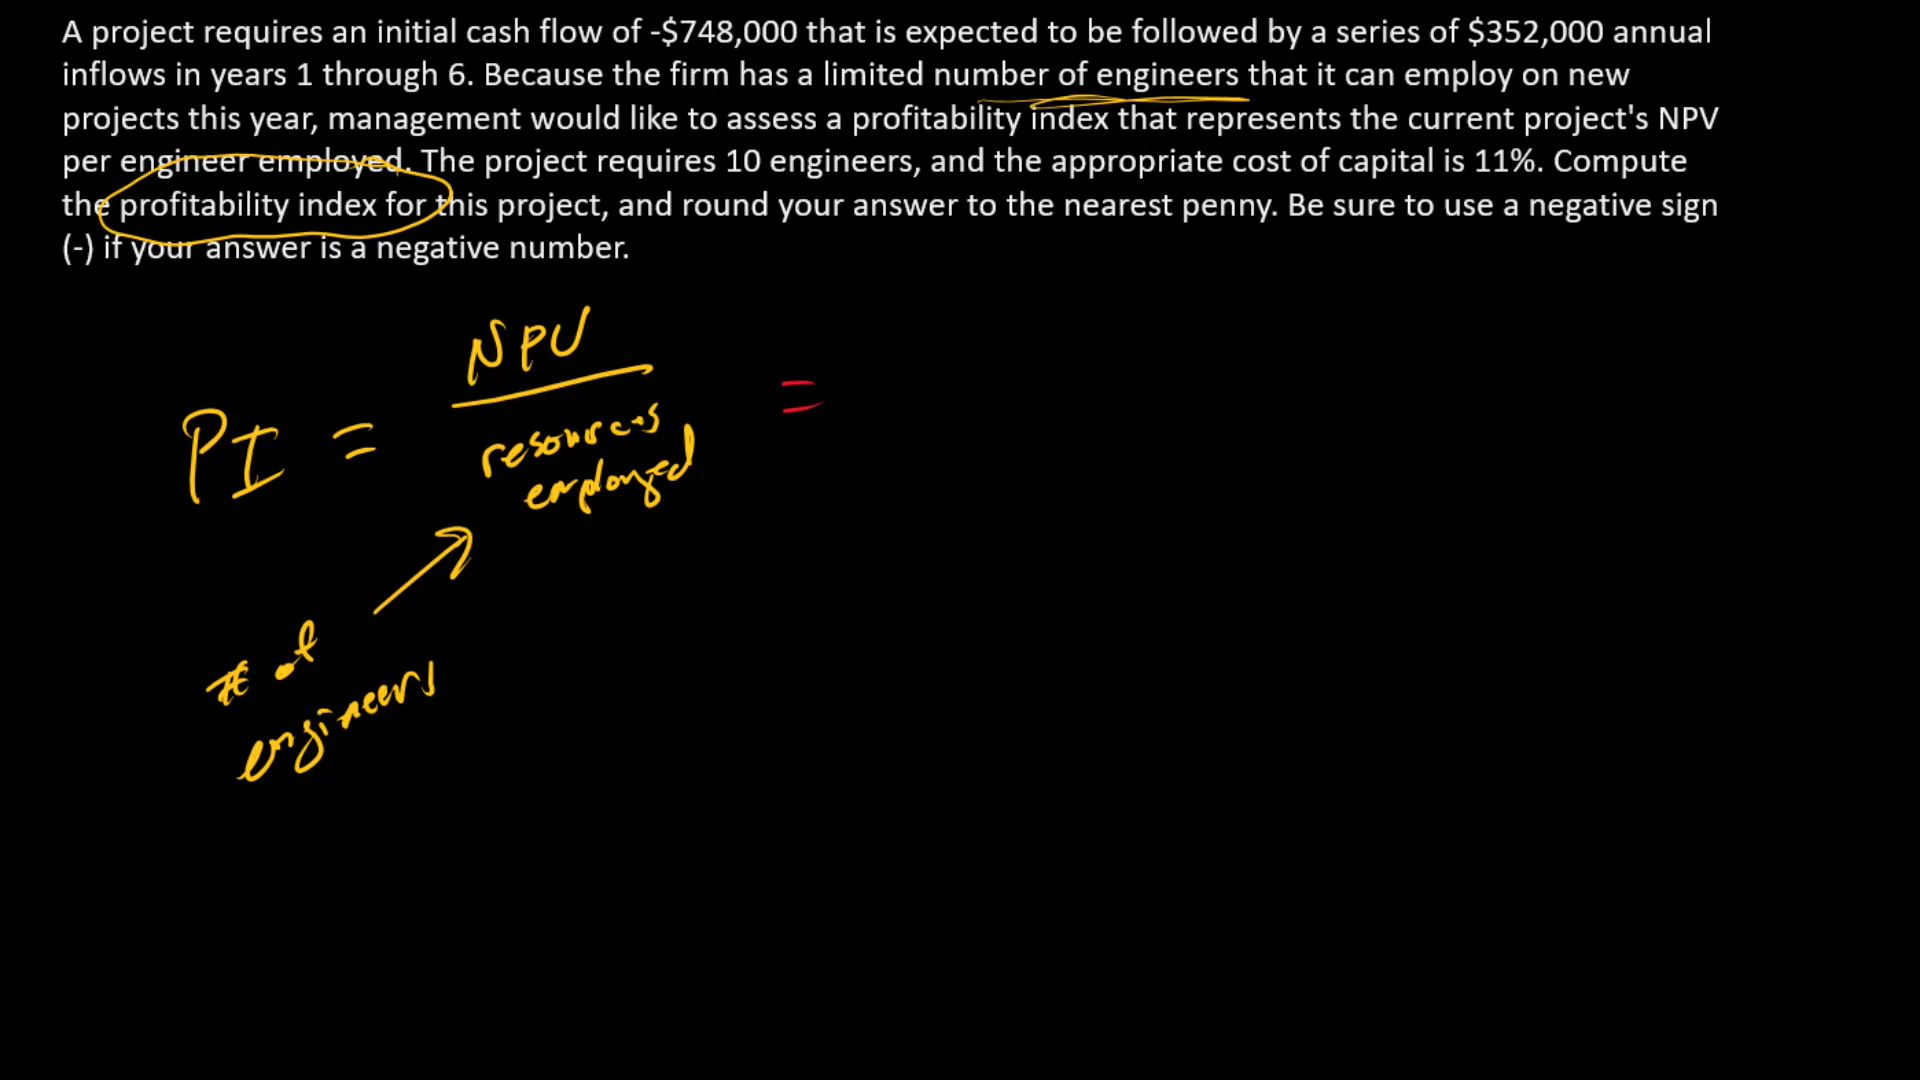 A project requires an initial cash flow of -$748,000 that is expected to be followed by a series of $352,000 annual
inflows in years 1 through 6. Because the firm has a limited number of engineers that it can employ on new
projects this year, management would like to assess a profitability index that represents the current project's NPV
per engineer employed. The project requires 10 engineers, and the appropriate cost of capital is 11%. Compute
the profitability index for this project, and round your answer to the nearest penny. Be sure to use a negative sign
(-) if your answer is a negative number.
PI = NPV =
resources
employed
# of
engineers